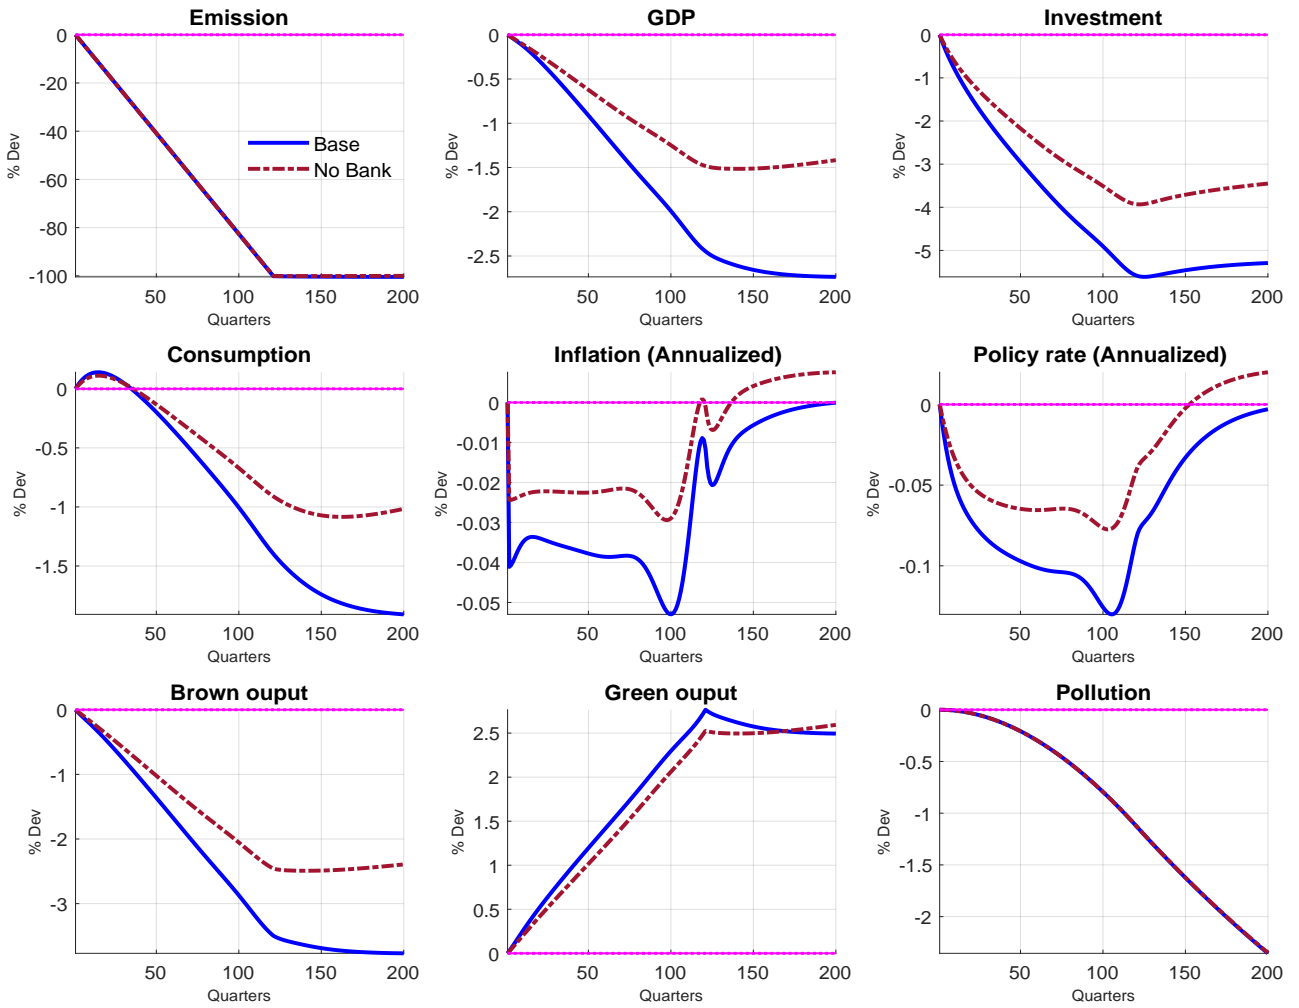 Emission
GDP
Investment
0
-20
-40
-60
-80
-100
% Dev
Base
No Bank
50
100
150
200
Quarters
0
-0.5
-1
-1.5
-2
-2.5
% Dev
50
100
150
200
Quarters
0
-1
-2
-3
-4
-5
% Dev
50
100
150
200
Quarters
Consumption
Inflation (Annualized)
Policy rate (Annualized)
0
-0.5
-1
-1.5
% Dev
50
100
150
200
Quarters
0
-0.01
-0.02
-0.03
-0.04
-0.05
% Dev
50
100
150
200
Quarters
0
-0.05
-0.1
% Dev
50
100
150
200
Quarters
Brown ouput
Green ouput
Pollution
0
-1
-2
-3
% Dev
50
100
150
200
Quarters
2.5
2
1.5
1
0.5
0
% Dev
50
100
150
200
Quarters
0
-0.5
-1
-1.5
-2
% Dev
50
100
150
200
Quarters